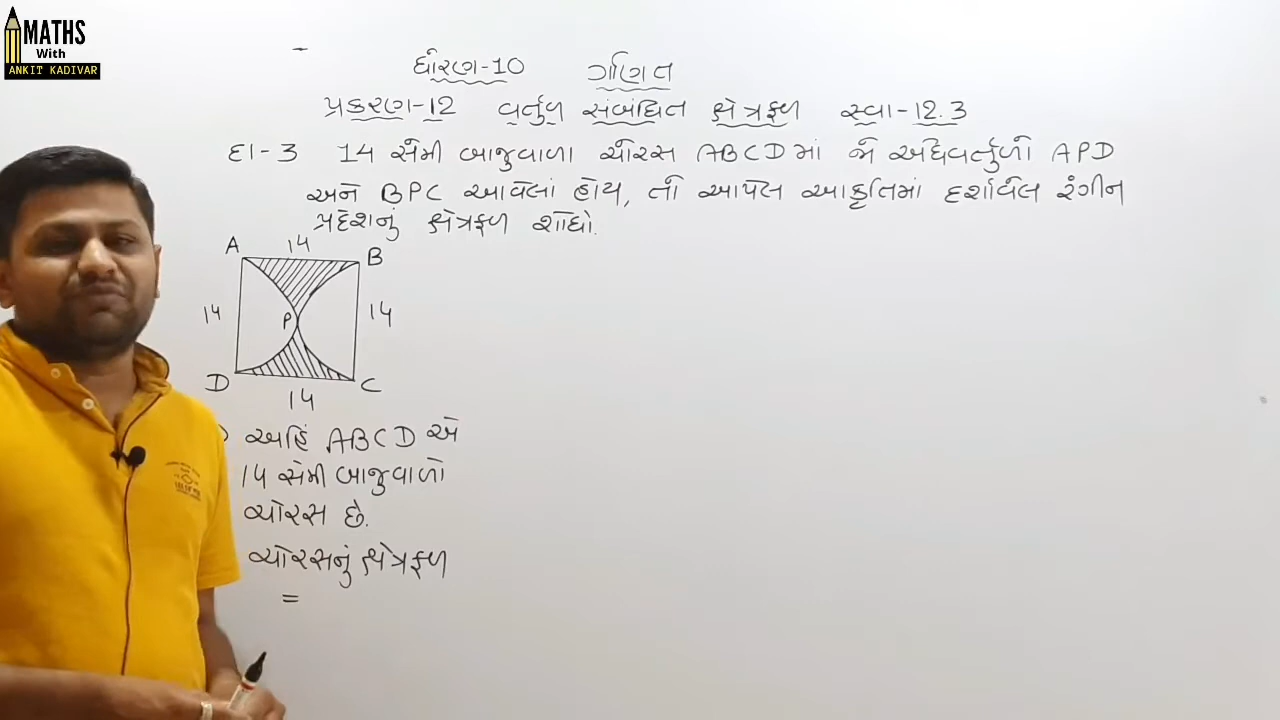 MATHS
With
ANKIT KADIVAR
ધોરણ-10 ગણિત
પ્રકરણ-12 વર્તુળ સંબંધિત ક્ષેત્રફળ સ્વા-12.3
દા-3 14 સેમી બાજુવાળા ચોરસ ABCD માં જો અર્ધવર્તુળો APD
અને BPC આવેલાં હોય, તો આપેલ આકૃતિમાં દર્શાવેલ રંગીન
પ્રદેશનું ક્ષેત્રફળ શોધો.
14
A B
14 P 14
D C
14
અહિં ABCD એ
14 સેમી બાજુવાળો
ચોરસ છે.
ચોરસનું ક્ષેત્રફળ
=